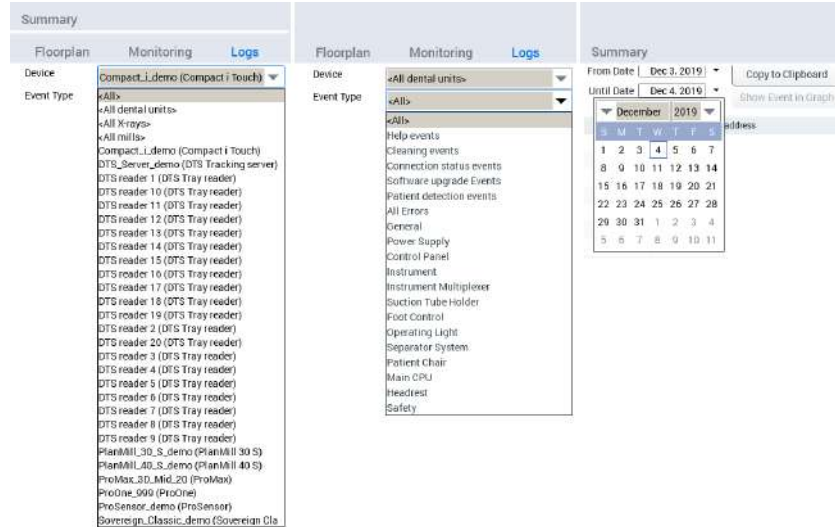 Summary
Floorplan Monitoring Logs
Device Compact_i_demo (Compact i Touch)
Event Type <All>
<All dental units>
<All X-rays>
<All mills>
Compact_i_demo (Compact i Touch)
DTS_Server_demo (DTS Tracking server)
DTS reader 1 (DTS Tray reader)
DTS reader 10 (DTS Tray reader)
DTS reader 11 (DTS Tray reader)
DTS reader 12 (DTS Tray reader)
DTS reader 13 (DTS Tray reader)
DTS reader 14 (DTS Tray reader)
DTS reader 15 (DTS Tray reader)
DTS reader 16 (DTS Tray reader)
DTS reader 17 (DTS Tray reader)
DTS reader 18 (DTS Tray reader)
DTS reader 19 (DTS Tray reader)
DTS reader 2 (DTS Tray reader)
DTS reader 20 (DTS Tray reader)
DTS reader 3 (DTS Tray reader)
DTS reader 4 (DTS Tray reader)
DTS reader 5 (DTS Tray reader)
DTS reader 6 (DTS Tray reader)
DTS reader 7 (DTS Tray reader)
DTS reader 8 (DTS Tray reader)
DTS reader 9 (DTS Tray reader)
PlanMill_30_S_demo (PlanMill 30 S)
PlanMill_40_S_demo (PlanMill 40 S)
ProMax_3D_Mid_20 (ProMax)
ProOne_999 (ProOne)
ProSensor_demo (ProSensor)
Sovereign_Classic_demo (Sovereign Cla
Floorplan Monitoring Logs
Device <All dental units>
Event Type <All>
<All>
Help events
Cleaning events
Connection status events
Software upgrade Events
Patient detection events
All Errors
General
Power Supply
Control Panel
Instrument
Instrument Multiplexer
Suction Tube Holder
Foot Control
Operating Light
Separator System
Patient Chair
Main CPU
Headrest
Safety
Summary
From Date Dec 3, 2019 Copy to Clipboard
Until Date Dec 4, 2019 Show Event in Graph
December 2019 address
S M T W T F S
1 2 3 4 5 6 7
8 9 10 11 12 13 14
15 16 17 18 19 20 21
22 23 24 25 26 27 28
29 30 31 1 2 3 4
5 6 7 8 9 10 11